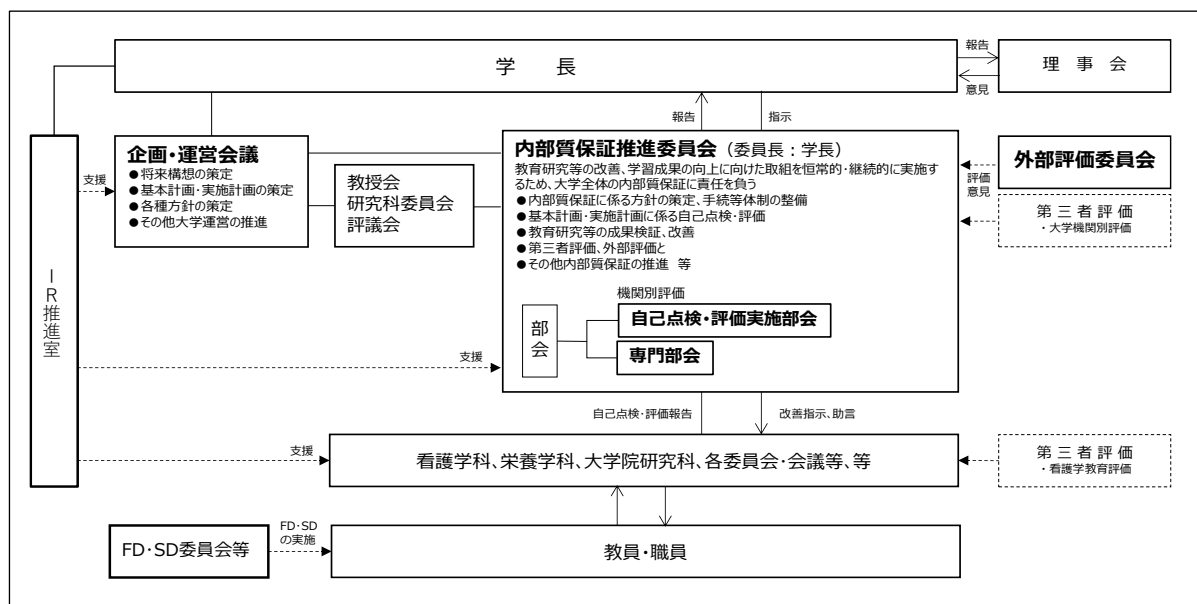 学　長
報告
意見
理　事　会
報告
指示
企画・運営会議
●将来構想の策定
●基本計画・実施計画の策定
●各種方針の策定
●その他大学運営の推進
支援
教授会
研究科委員会
評議会
内部質保証推進委員会（委員長：学長）
教育研究等の改善、学習成果の向上に向けた取組を恒常的・継続的に実施す
るため、大学全体の内部質保証に責任を負う
●内部質保証に係る方針の策定、手続等体制の整備
●基本計画・実施計画に係る自己点検・評価
●教育研究等の成果検証、改善
●第三者評価、外部評価と
●その他内部質保証の推進　等
機関別評価
部会
自己点検・評価実施部会
専門部会
評価
意見
外部評価委員会
第 三 者 評 価
・大学機関別評価
ＩＲ推進室
支援
自己点検・評価報告
改善指示、助言
支援
看護学科、栄養学科、大学院研究科、各委員会・会議等、等
第 三 者 評 価
・看護学教育評価
FD・SD委員会等
FD・SD
の実施
教員・職員